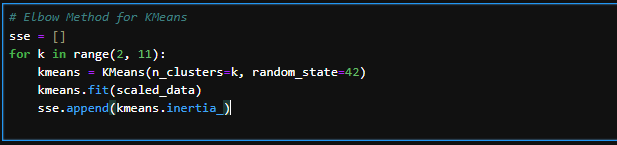 # Elbow Method for KMeans
sse = []
for k in range(2, 11):
    kmeans = KMeans(n_clusters=k, random_state=42)
    kmeans.fit(scaled_data)
    sse.append(kmeans.inertia_)